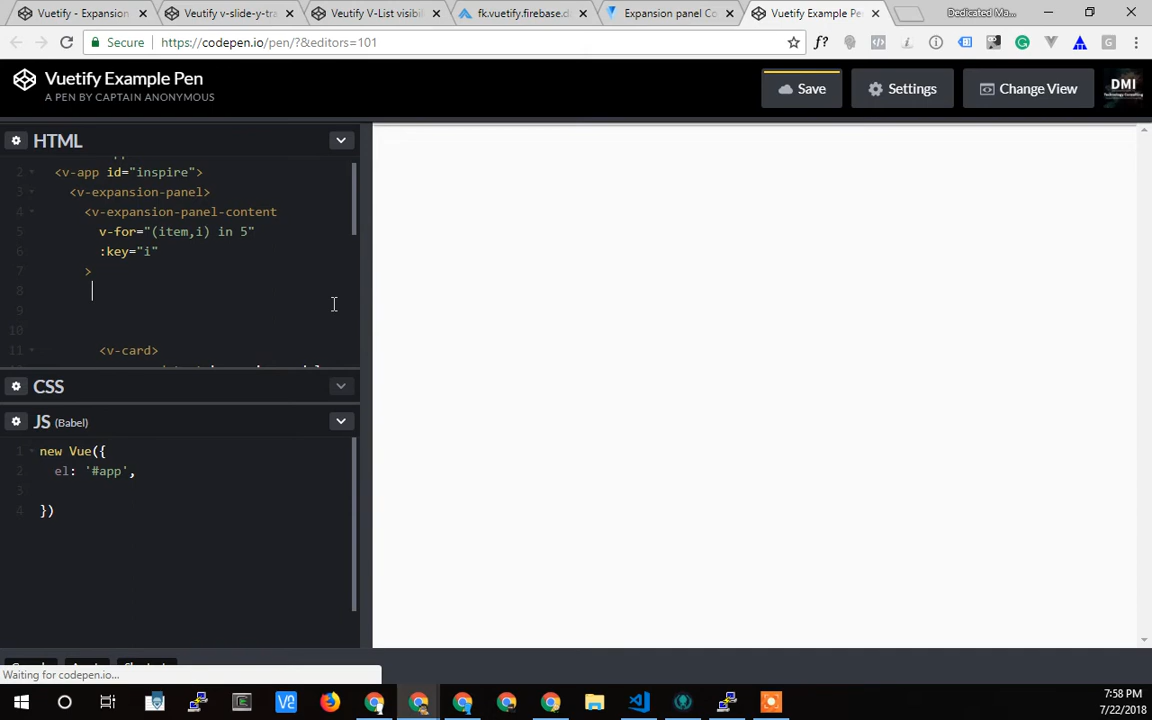 Vuetify - Expansion
Veutify v-slide-y-tra
Veutify V-List visibili
fk.vuetify.firebase.c
Expansion panel Co
Vuetify Example Pe
Dedicated Ma...
Secure
https://codepen.io/pen/?&editors=101
Vuetify Example Pen
A PEN BY CAPTAIN ANONYMOUS
Save
Settings
Change View
DMI
HTML
2 <v-app id="inspire">
3 <v-expansion-panel>
4 <v-expansion-panel-content
5 v-for="(item,i) in 5"
6 :key="i"
7 >
8
9
10
11 <v-card>
CSS
JS (Babel)
1 new Vue({
2 el: '#app',
3
4 })
Waiting for codepen.io...
7:58 PM
7/22/2018